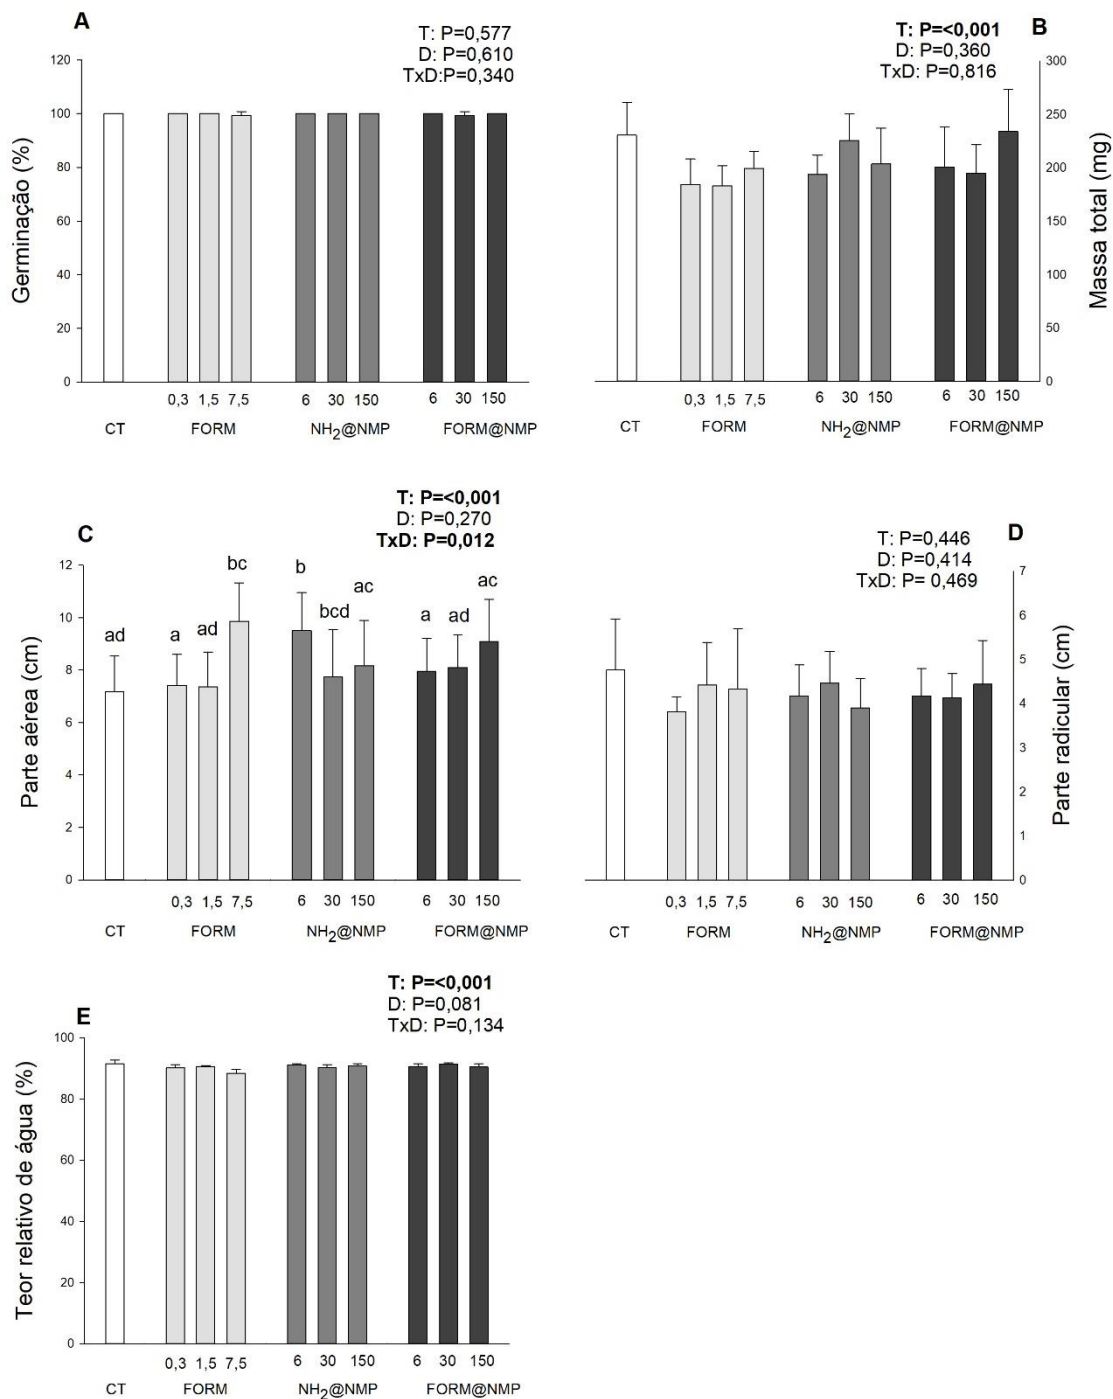 A
T: P=0,577
D: P=0,610
TxD:P=0,340
Germinação (%)
120
100
80
60
40
20
0
0,3 1,5 7,5 6 30 150 6 30 150
CT FORM NH2@NMP FORM@NMP
T: P=<0,001
B
D: P=0,360
TxD: P=0,816
300
250
200
150
100
50
0
Massa total (mg)
0,3 1,5 7,5 6 30 150 6 30 150
CT FORM NH2@NMP FORM@NMP
T: P=<0,001
D: P=0,270
TxD: P=0,012
C
Parte aérea (cm)
12
10
8
6
4
2
0
ad a ad bc b bcd ac a ad ac
0,3 1,5 7,5 6 30 150 6 30 150
CT FORM NH2@NMP FORM@NMP
T: P=0,446
D
D: P=0,414
TxD: P= 0,469
7
6
5
4
3
2
1
0
Parte radicular (cm)
0,3 1,5 7,5 6 30 150 6 30 150
CT FORM NH2@NMP FORM@NMP
T: P=<0,001
D: P=0,081
TxD: P=0,134
E
Teor relativo de água (%)
100
80
60
40
20
0
0,3 1,5 7,5 6 30 150 6 30 150
CT FORM NH2@NMP FORM@NMP